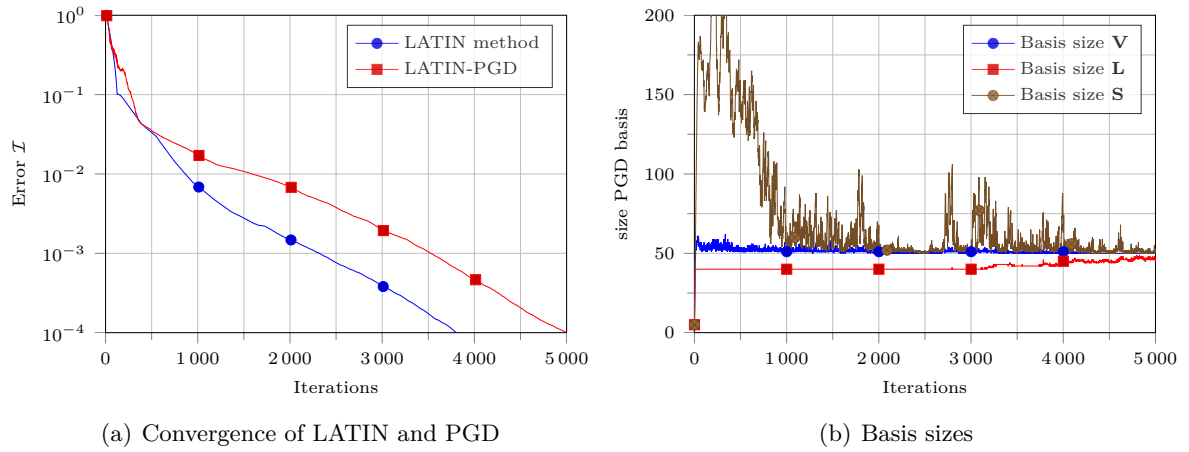 10^0
10^−1
10^−2
10^−3
10^−4
Error I
0
1 000
2 000
3 000
4 000
5 000
Iterations
LATIN method
LATIN-PGD
(a) Convergence of LATIN and PGD
200
150
100
50
0
size PGD basis
0
1 000
2 000
3 000
4 000
5 000
Iterations
Basis size V
Basis size L
Basis size S
(b) Basis sizes